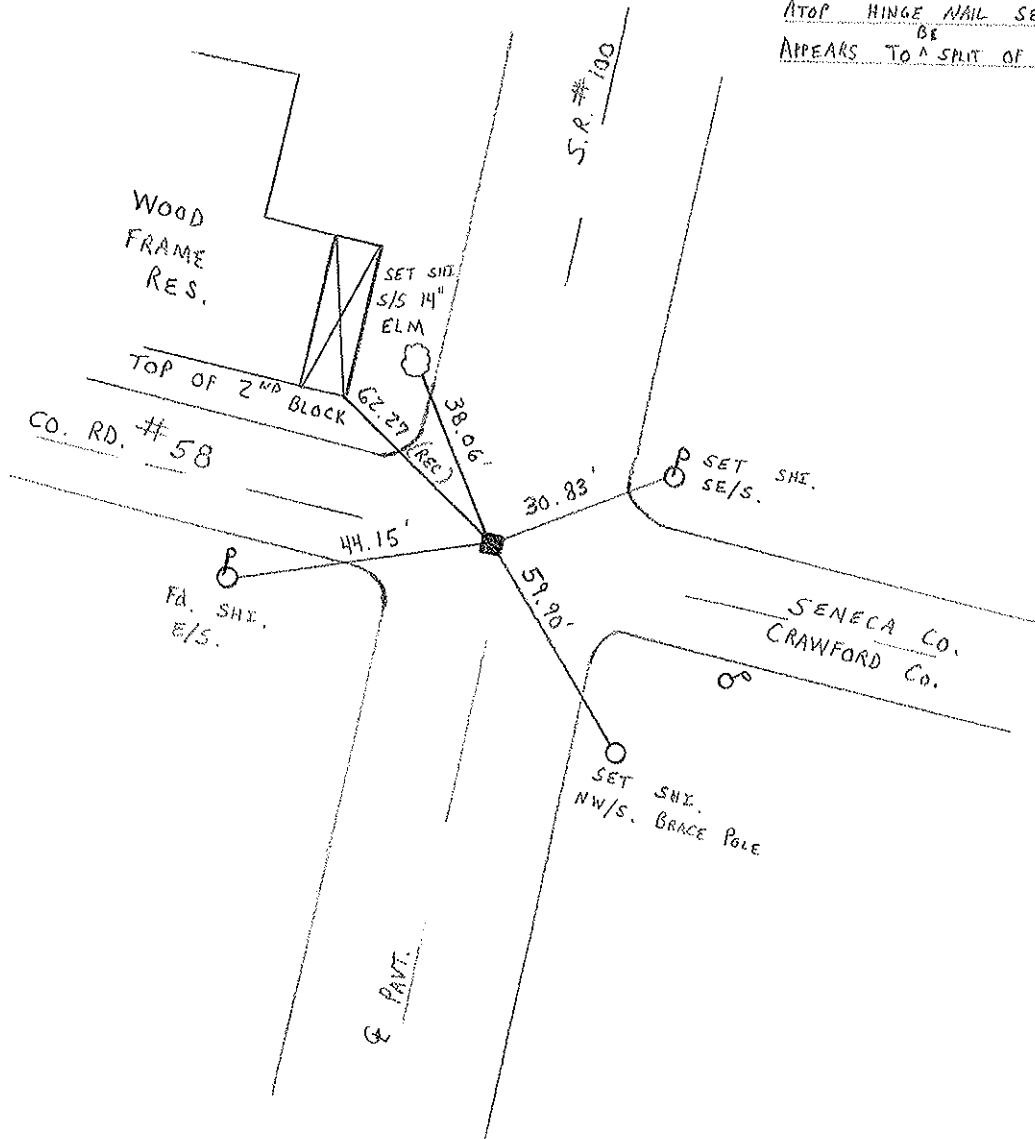 ATOP HINGE NAIL SE
BE
APPEARS TO ^ SPLIT OF
S.R. #100
WOOD
FRAME
RES.
SET SHI.
S/S 14"
ELM
TOP OF 2ND BLOCK
62.27 (REC)
38.06'
CO. RD. #58
30.83'
SET SHI.
SE/S.
44.15'
FD. SHI.
E/S.
59.90'
SENECA CO.
CRAWFORD CO.
SET SHI.
NW/S. BRACE POLE
℄ PAVT.